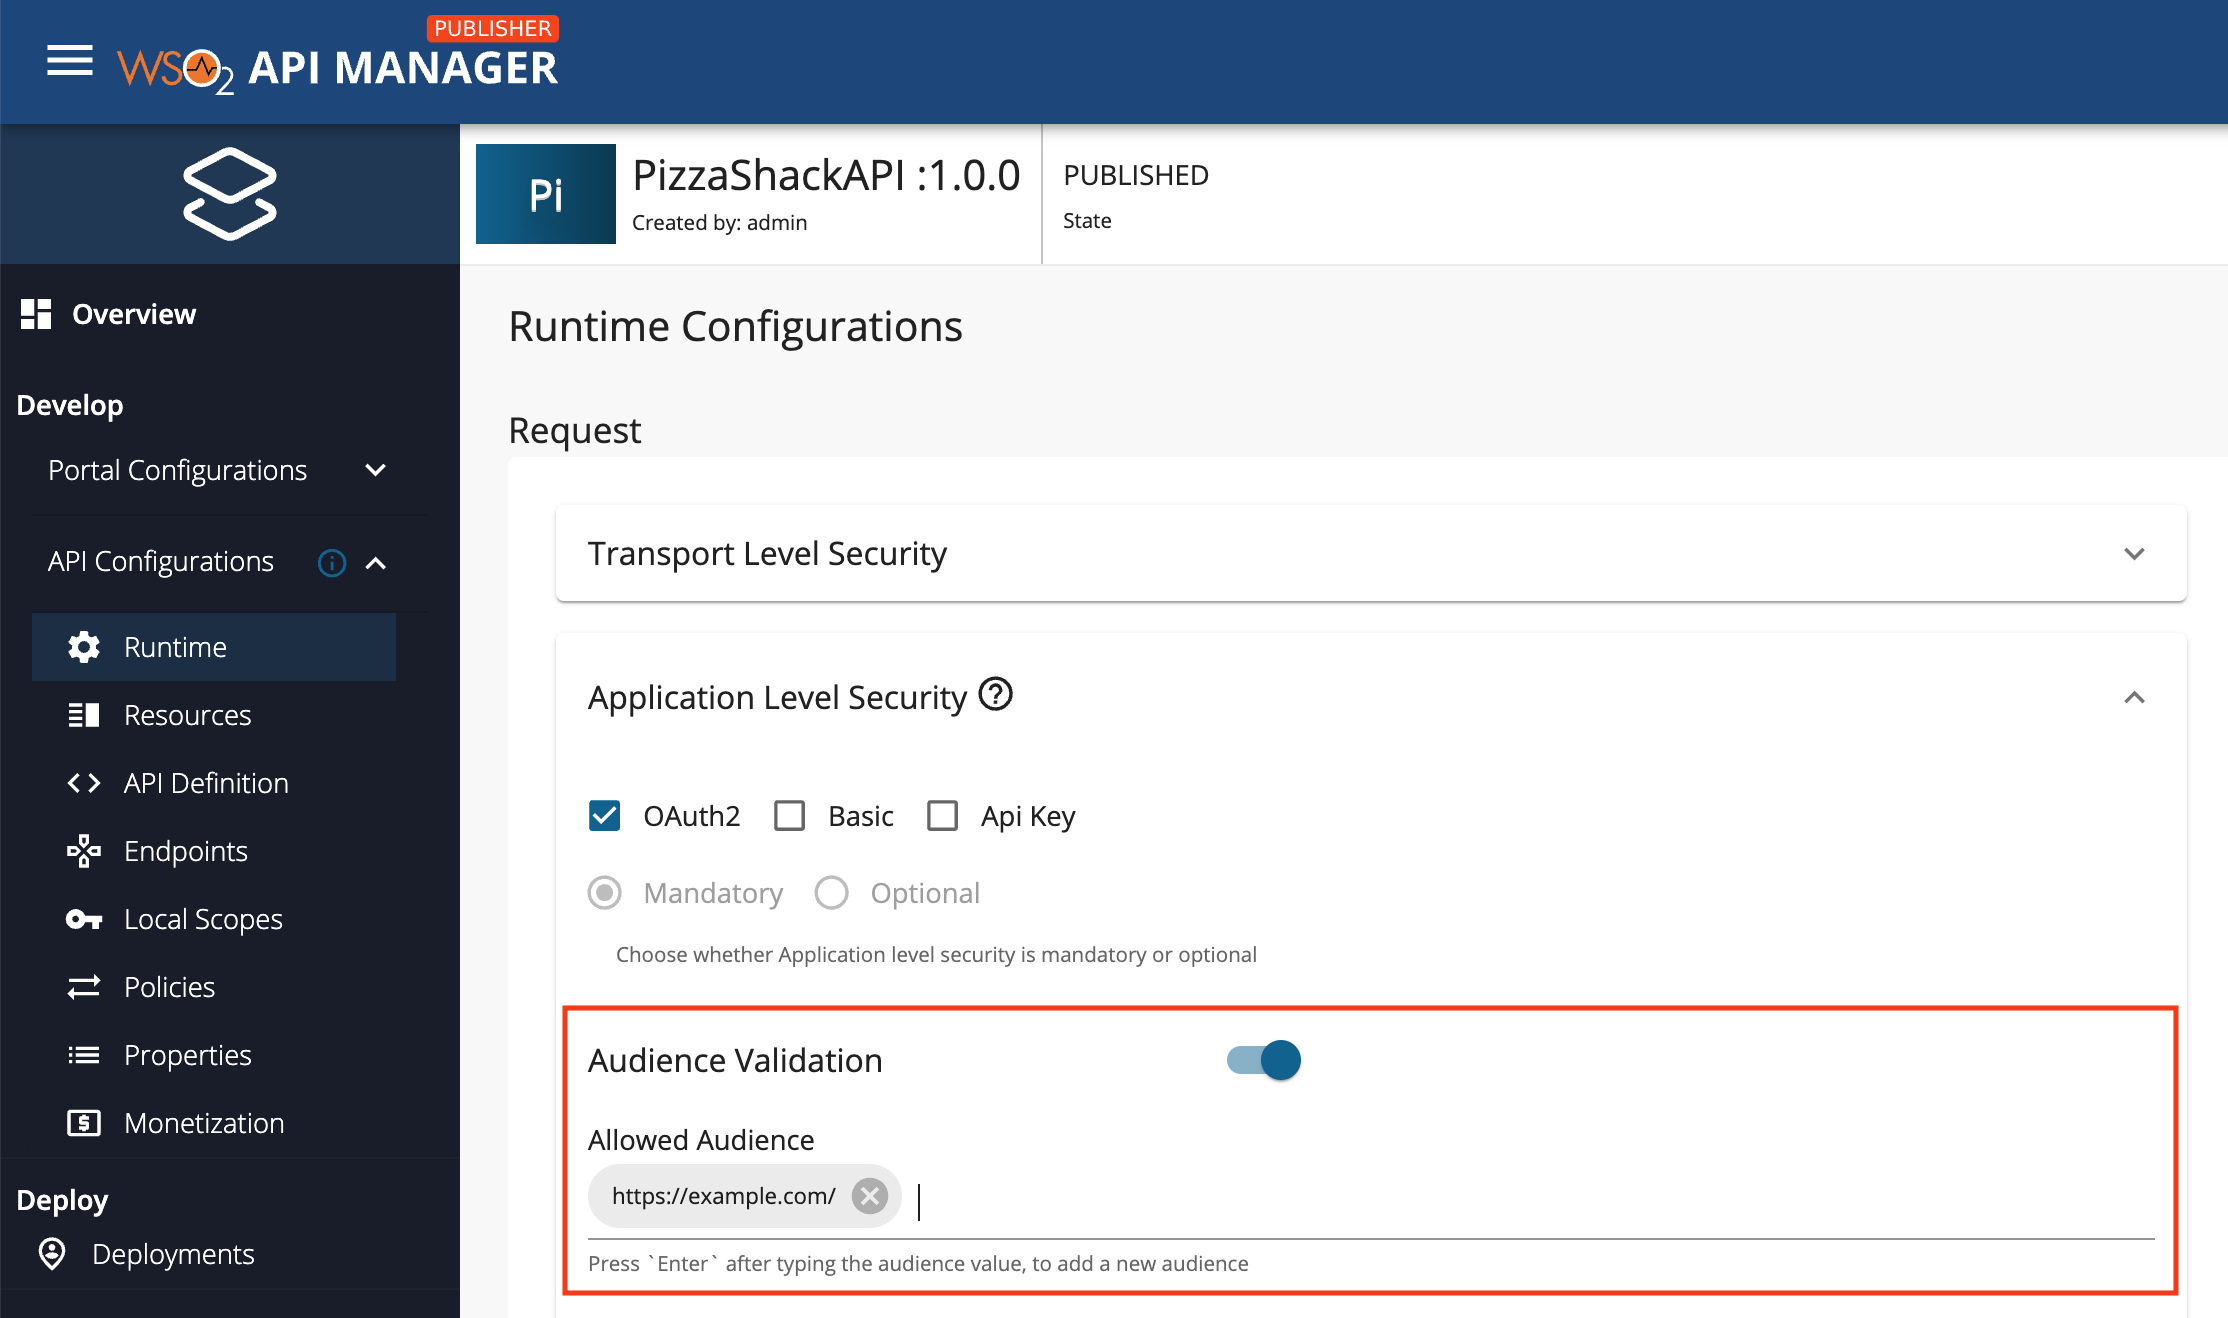 PUBLISHER
WSO2 API MANAGER
Pi
PizzaShackAPI :1.0.0
Created by: admin
PUBLISHED
State
Overview
Develop
Portal Configurations
API Configurations
Runtime
Resources
API Definition
Endpoints
Local Scopes
Policies
Properties
Monetization
Deploy
Deployments
Runtime Configurations
Request
Transport Level Security
Application Level Security
OAuth2 Basic Api Key
Mandatory Optional
Choose whether Application level security is mandatory or optional
Audience Validation
Allowed Audience
https://example.com/
Press `Enter` after typing the audience value, to add a new audience